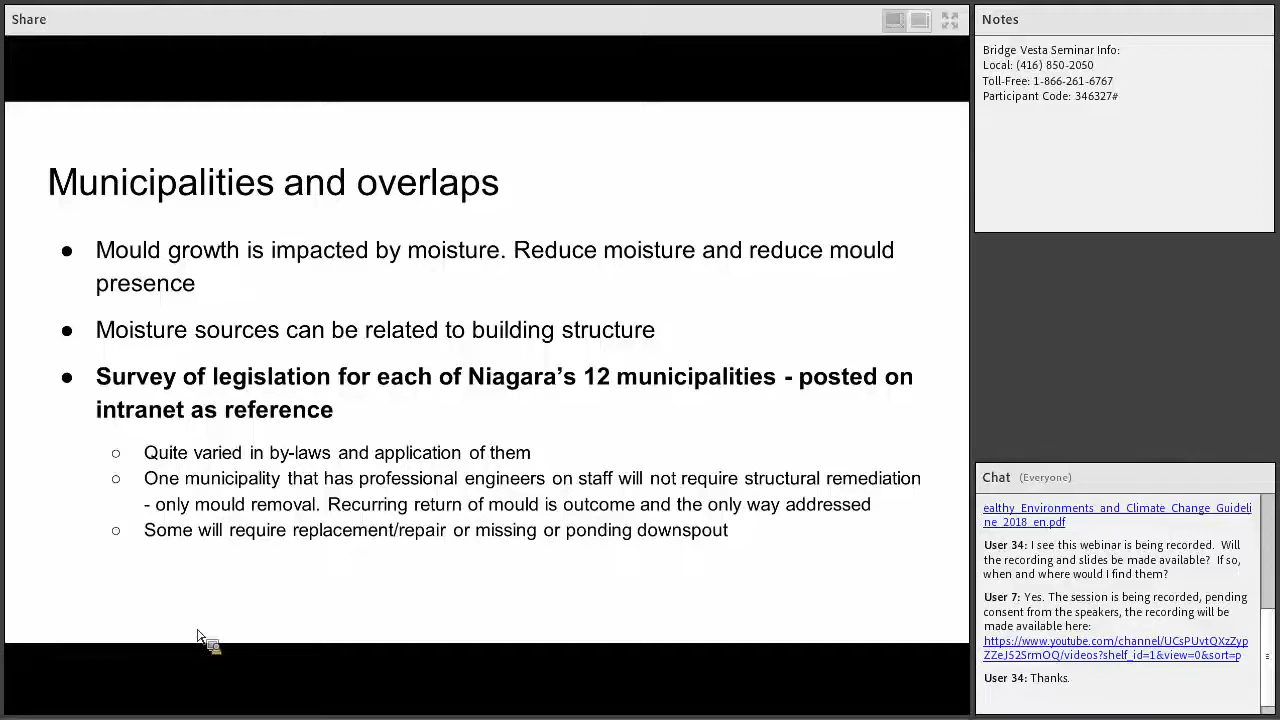 Share
Municipalities and overlaps
● Mould growth is impacted by moisture. Reduce moisture and reduce mould
presence
● Moisture sources can be related to building structure
● Survey of legislation for each of Niagara's 12 municipalities - posted on
intranet as reference
○ Quite varied in by-laws and application of them
○ One municipality that has professional engineers on staff will not require structural remediation
- only mould removal. Recurring return of mould is outcome and the only way addressed
○ Some will require replacement/repair or missing or ponding downspout
Notes
Bridge Vesta Seminar Info:
Local: (416) 850-2050
Toll-Free: 1-866-261-6767
Participant Code: 346327#
Chat (Everyone)
ealthy_Environments_and_Climate_Change_Guideli
ne_2018_en.pdf
User 34: I see this webinar is being recorded. Will
the recording and slides be made available? If so,
when and where would I find them?
User 7: Yes. The session is being recorded, pending
consent from the speakers, the recording will be
made available here:
https://www.youtube.com/channel/UCsPUvtQXzZyp
ZZeJ52SrmOQ/videos?shelf_id=1&view=0&sort=p
User 34: Thanks.